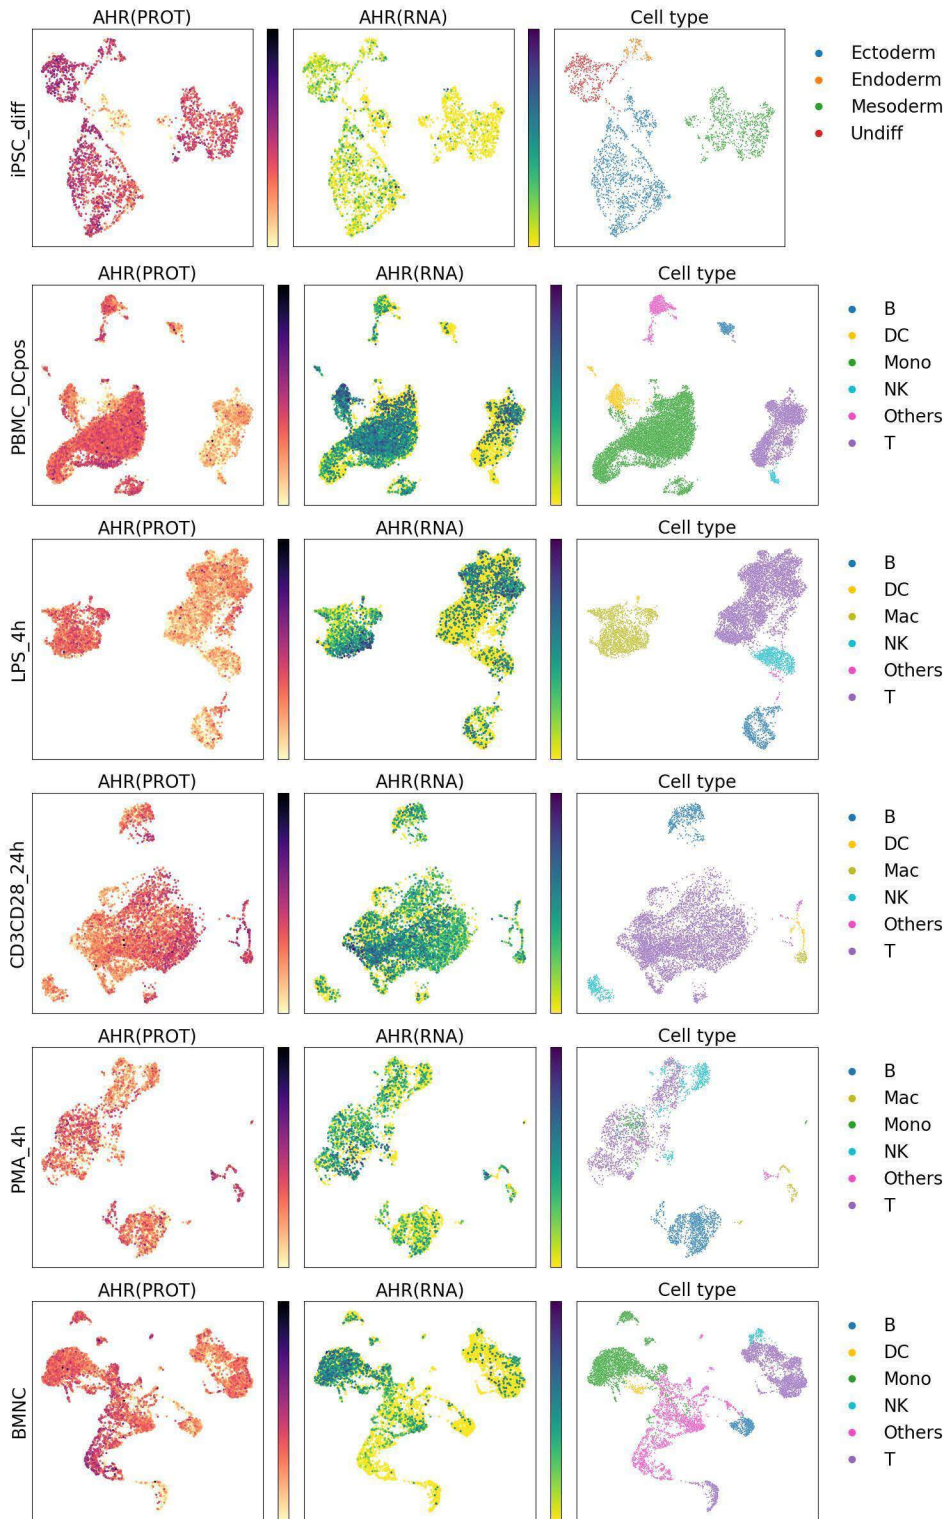 AHR(PROT) AHR(RNA) Cell type
iPSC_diff
Ectoderm
Endoderm
Mesoderm
Undiff
AHR(PROT) AHR(RNA) Cell type
PBMC_DCpos
B
DC
Mono
NK
Others
T
AHR(PROT) AHR(RNA) Cell type
LPS_4h
B
DC
Mac
NK
Others
T
AHR(PROT) AHR(RNA) Cell type
CD3CD28_24h
B
DC
Mac
NK
Others
T
AHR(PROT) AHR(RNA) Cell type
PMA_4h
B
Mac
Mono
NK
Others
T
AHR(PROT) AHR(RNA) Cell type
BMNC
B
DC
Mono
NK
Others
T